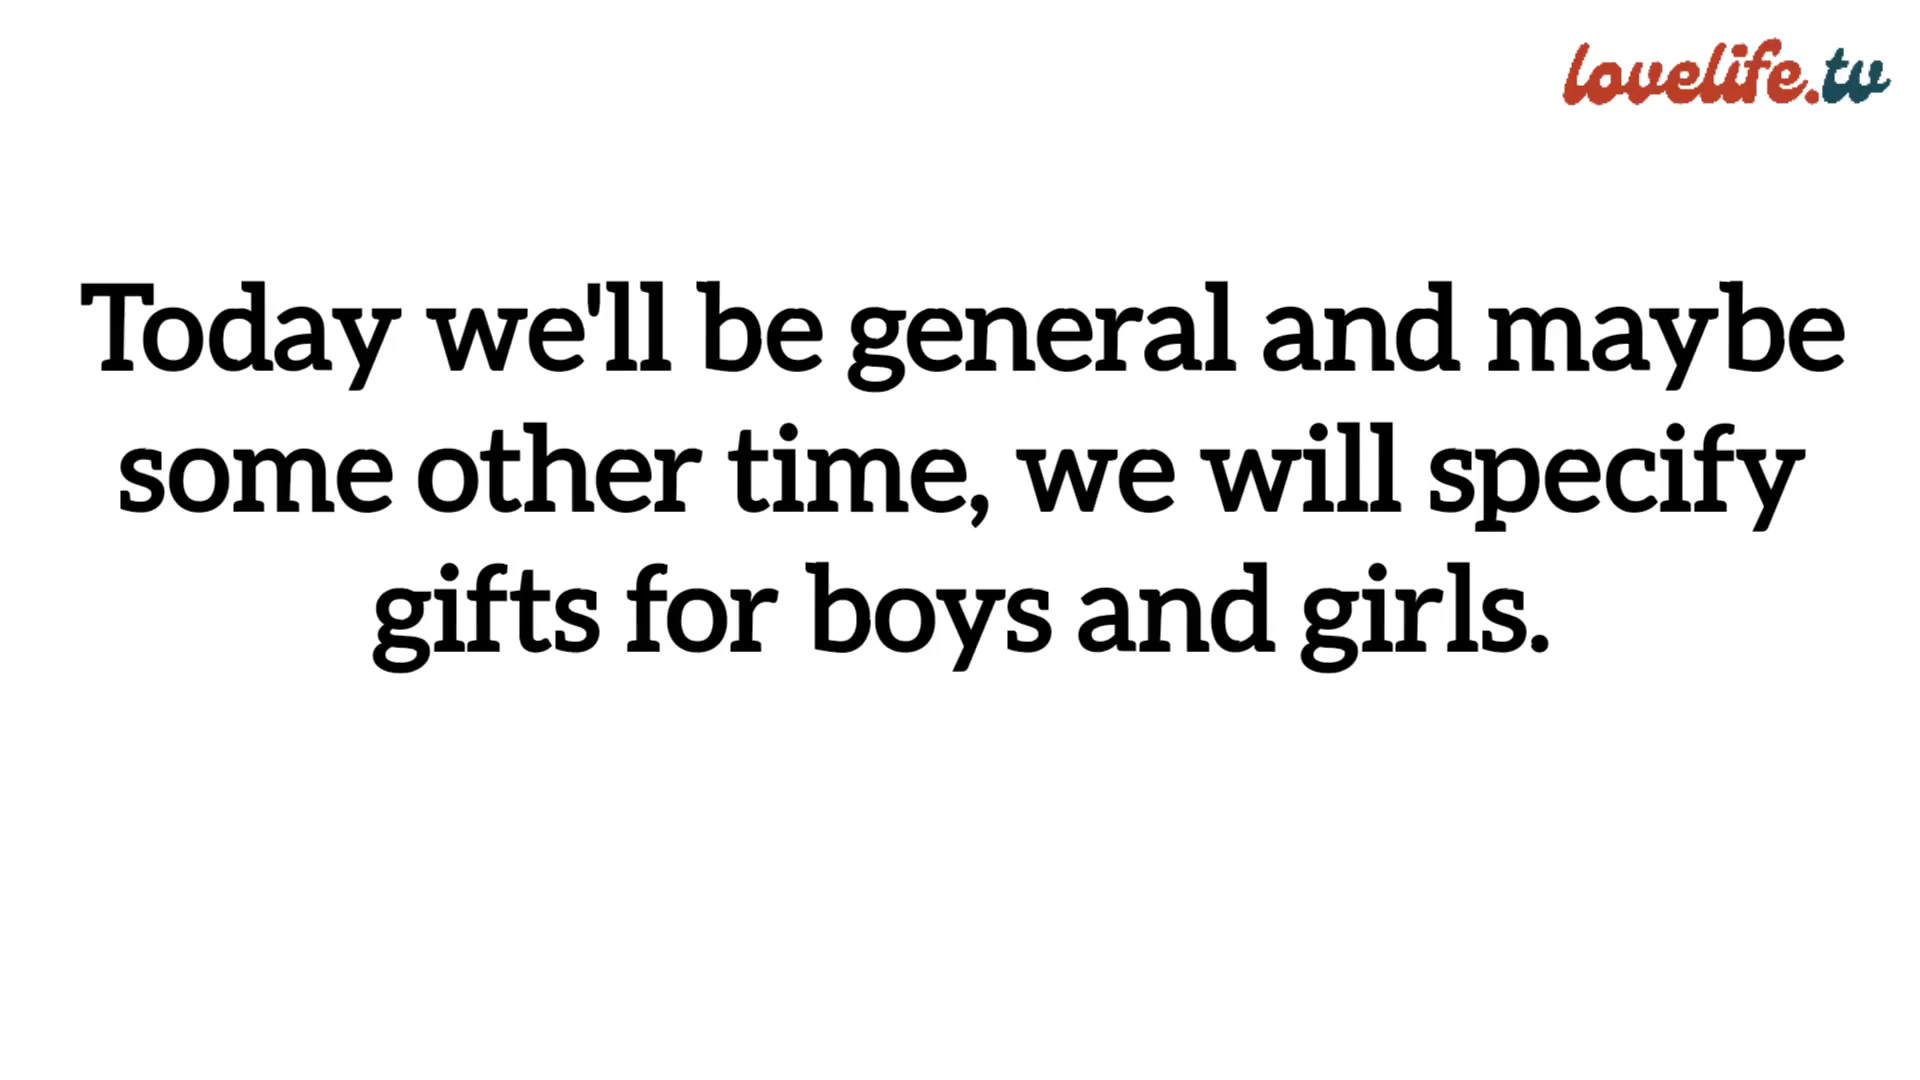 lovelife.tv
Today we'll be general and maybe
some other time, we will specify
gifts for boys and girls.